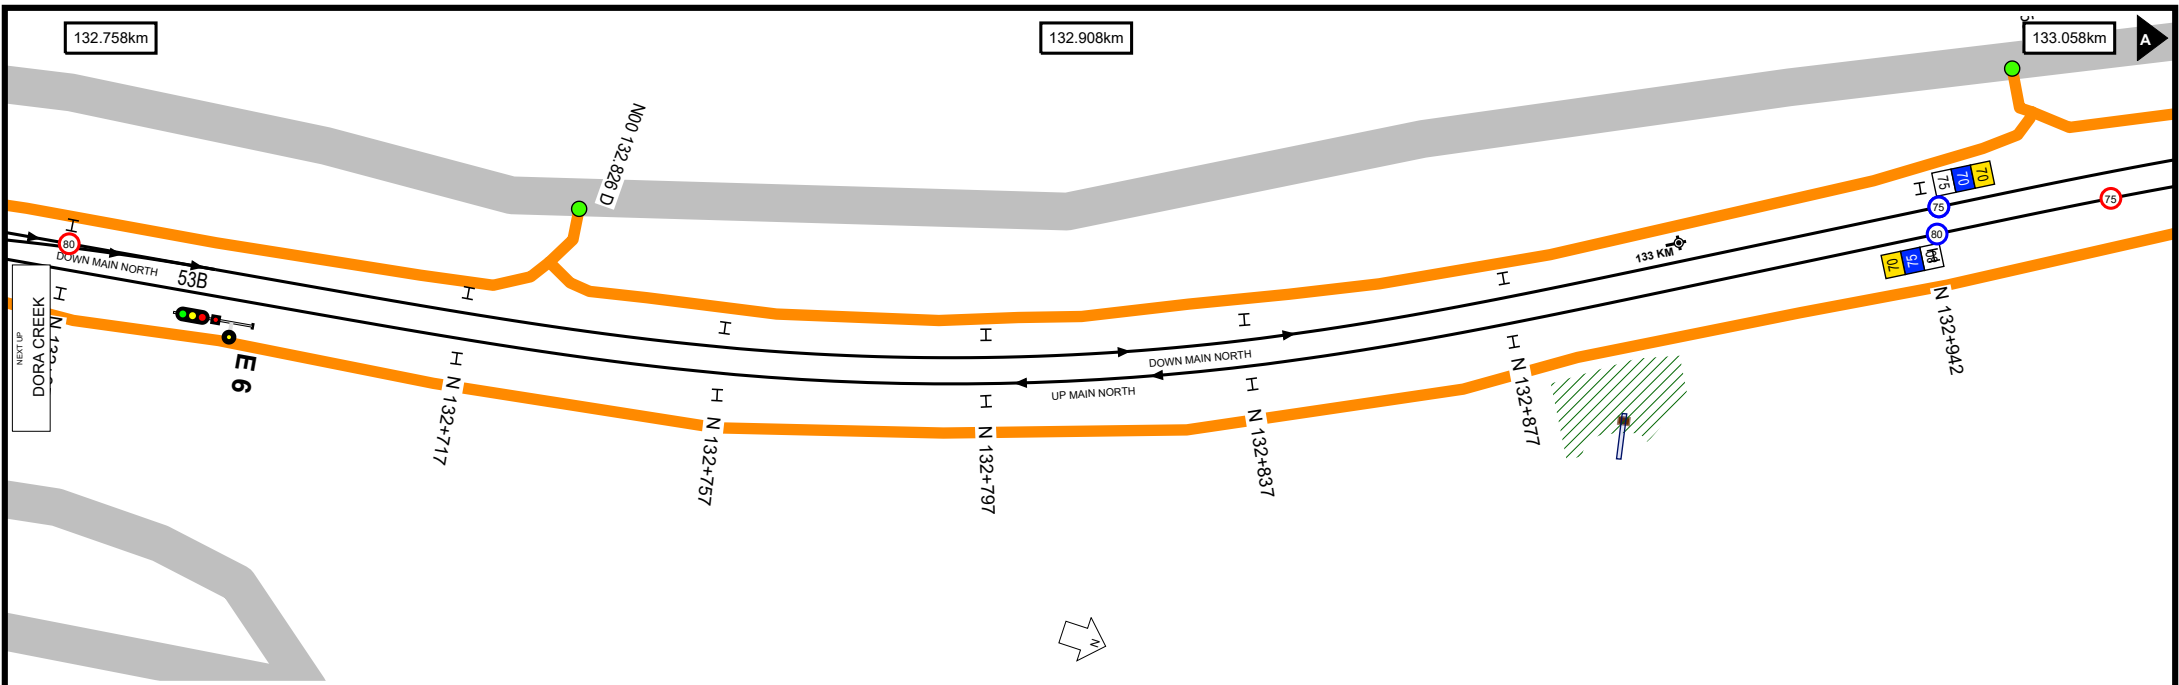 132.758km
132.908km
133.058km
A
N00 132.826 D
75
70
70
75
75
80
80
DOWN MAIN NORTH
53B
133 KM
70
75
NEXT UP
DORA CREEK
E 6
DOWN MAIN NORTH
UP MAIN NORTH
N 132+717
N 132+757
N 132+797
N 132+837
N 132+877
N 132+942
N